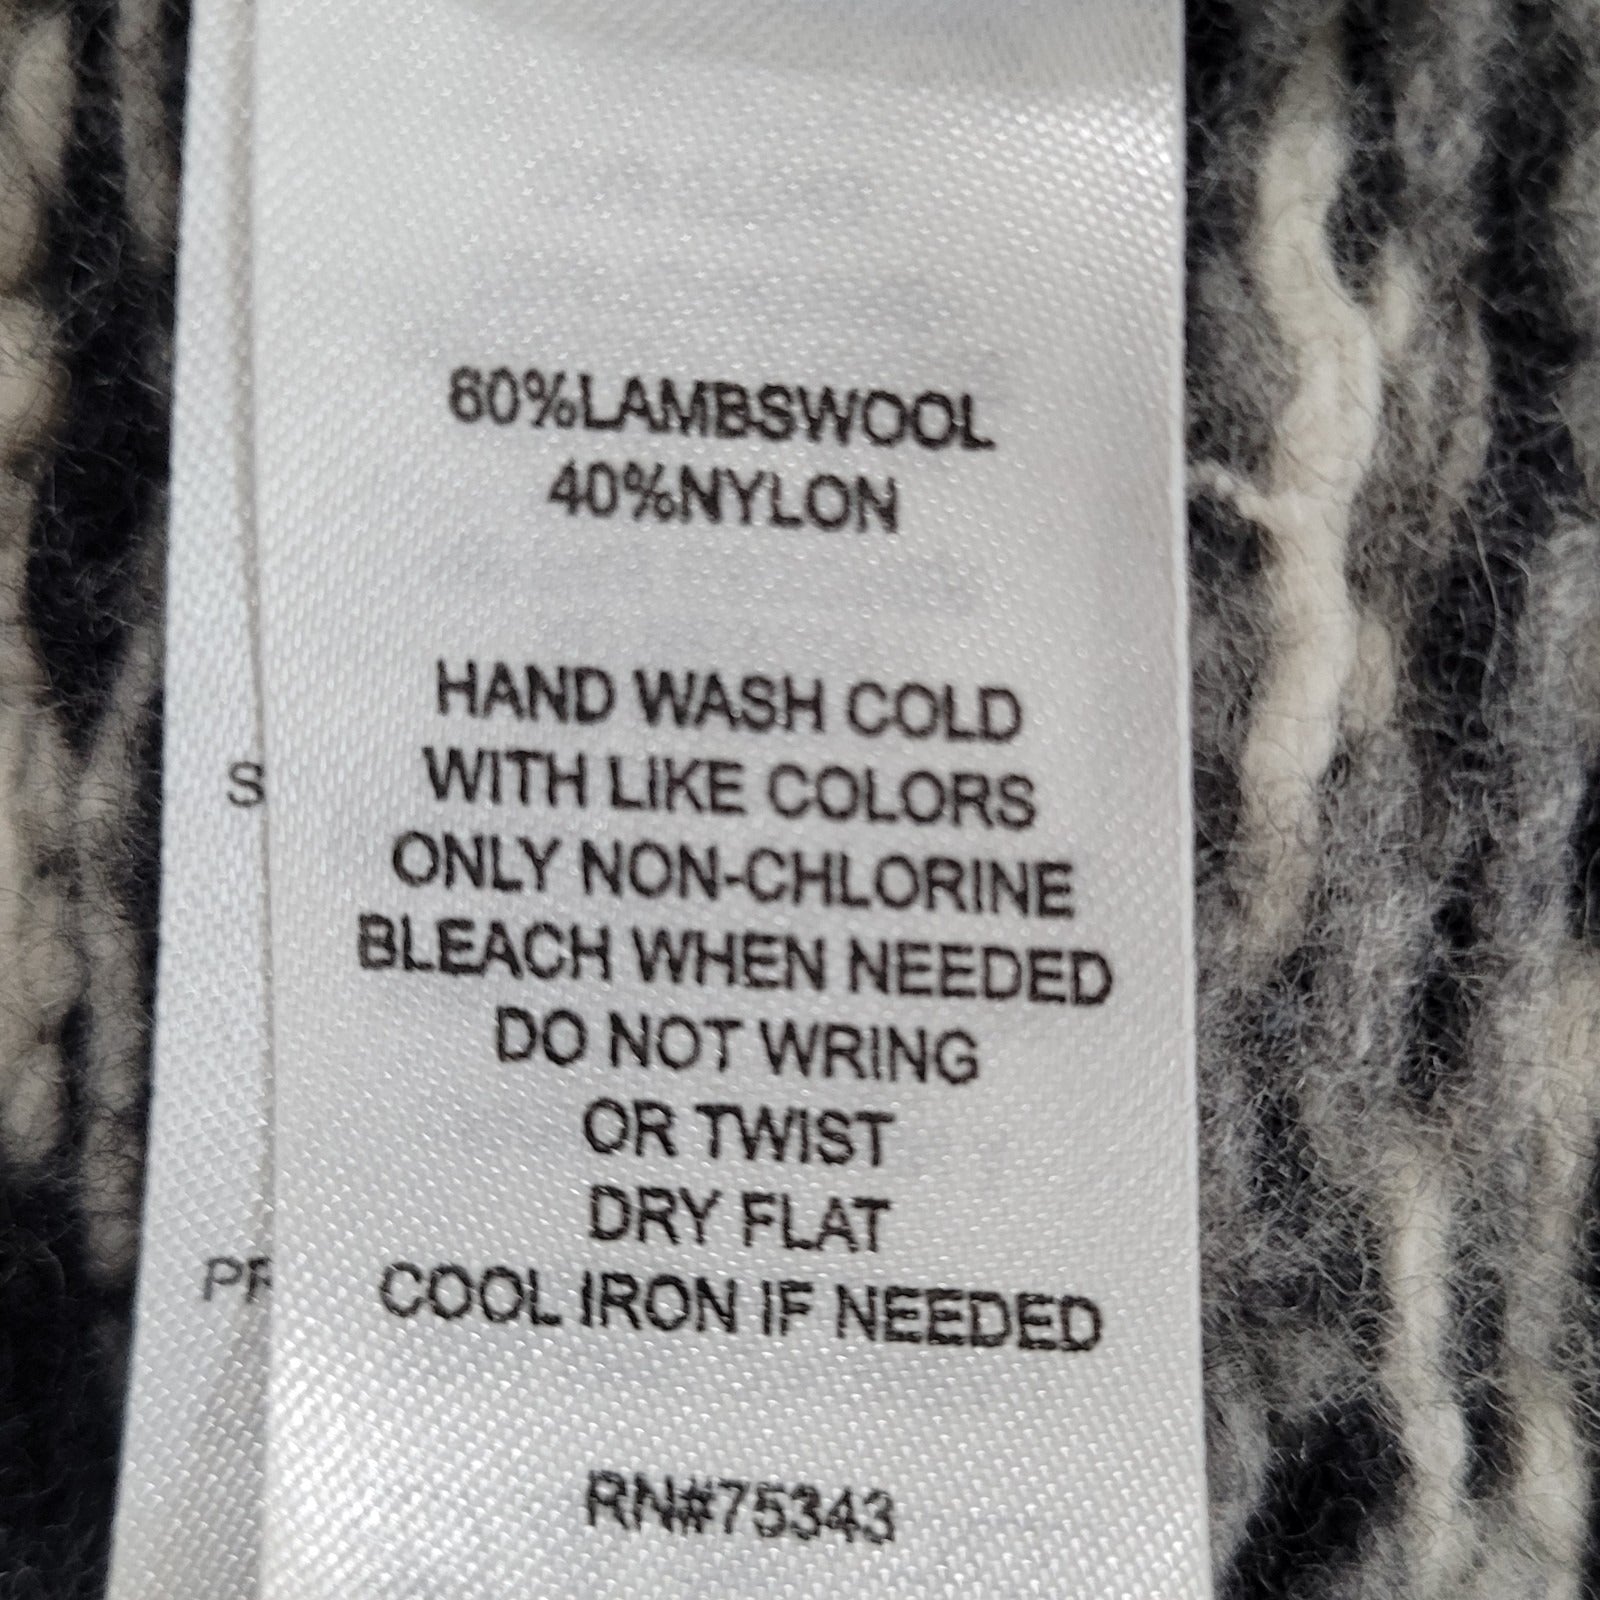 60%LAMBSWOOL
40%NYLON
HAND WASH COLD
WITH LIKE COLORS
ONLY NON-CHLORINE
BLEACH WHEN NEEDED
DO NOT WRING
OR TWIST
DRY FLAT
COOL IRON IF NEEDED
RN#75343
S
PR